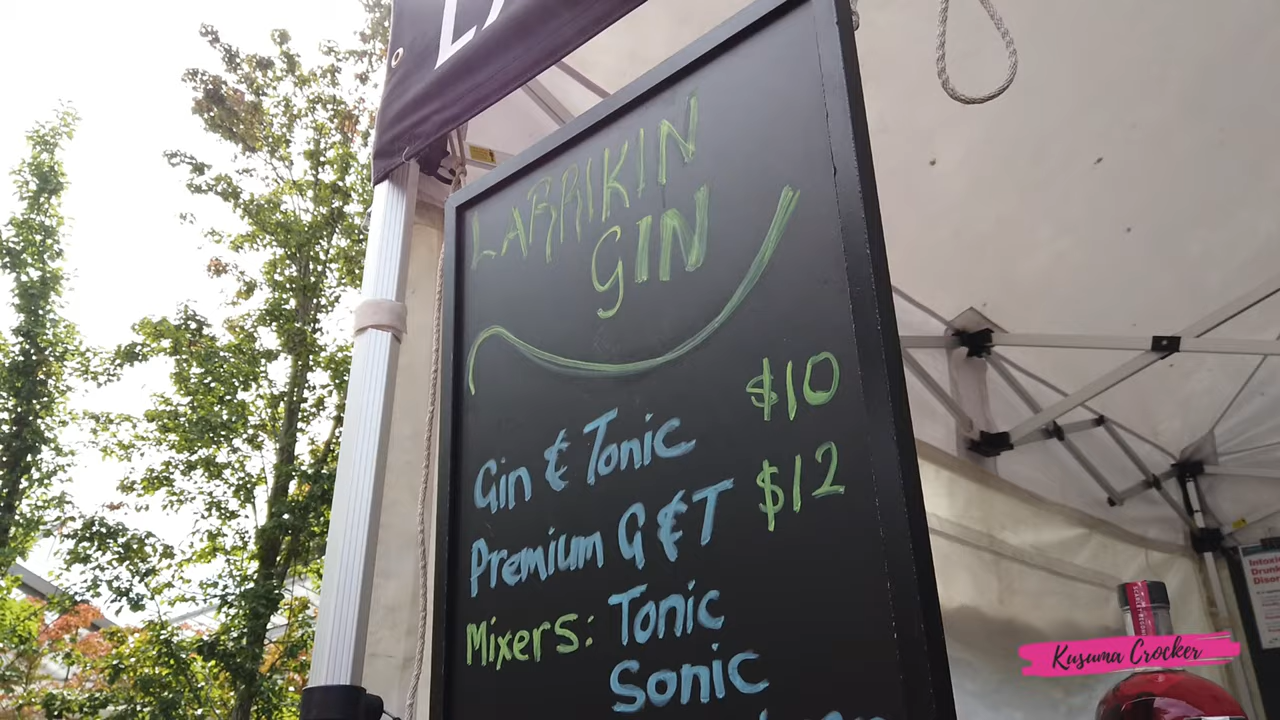 LARRIKIN
GIN
Gin & Tonic $10
Premium G & T $12
Mixers: Tonic
Sonic
Kusuma Crocker